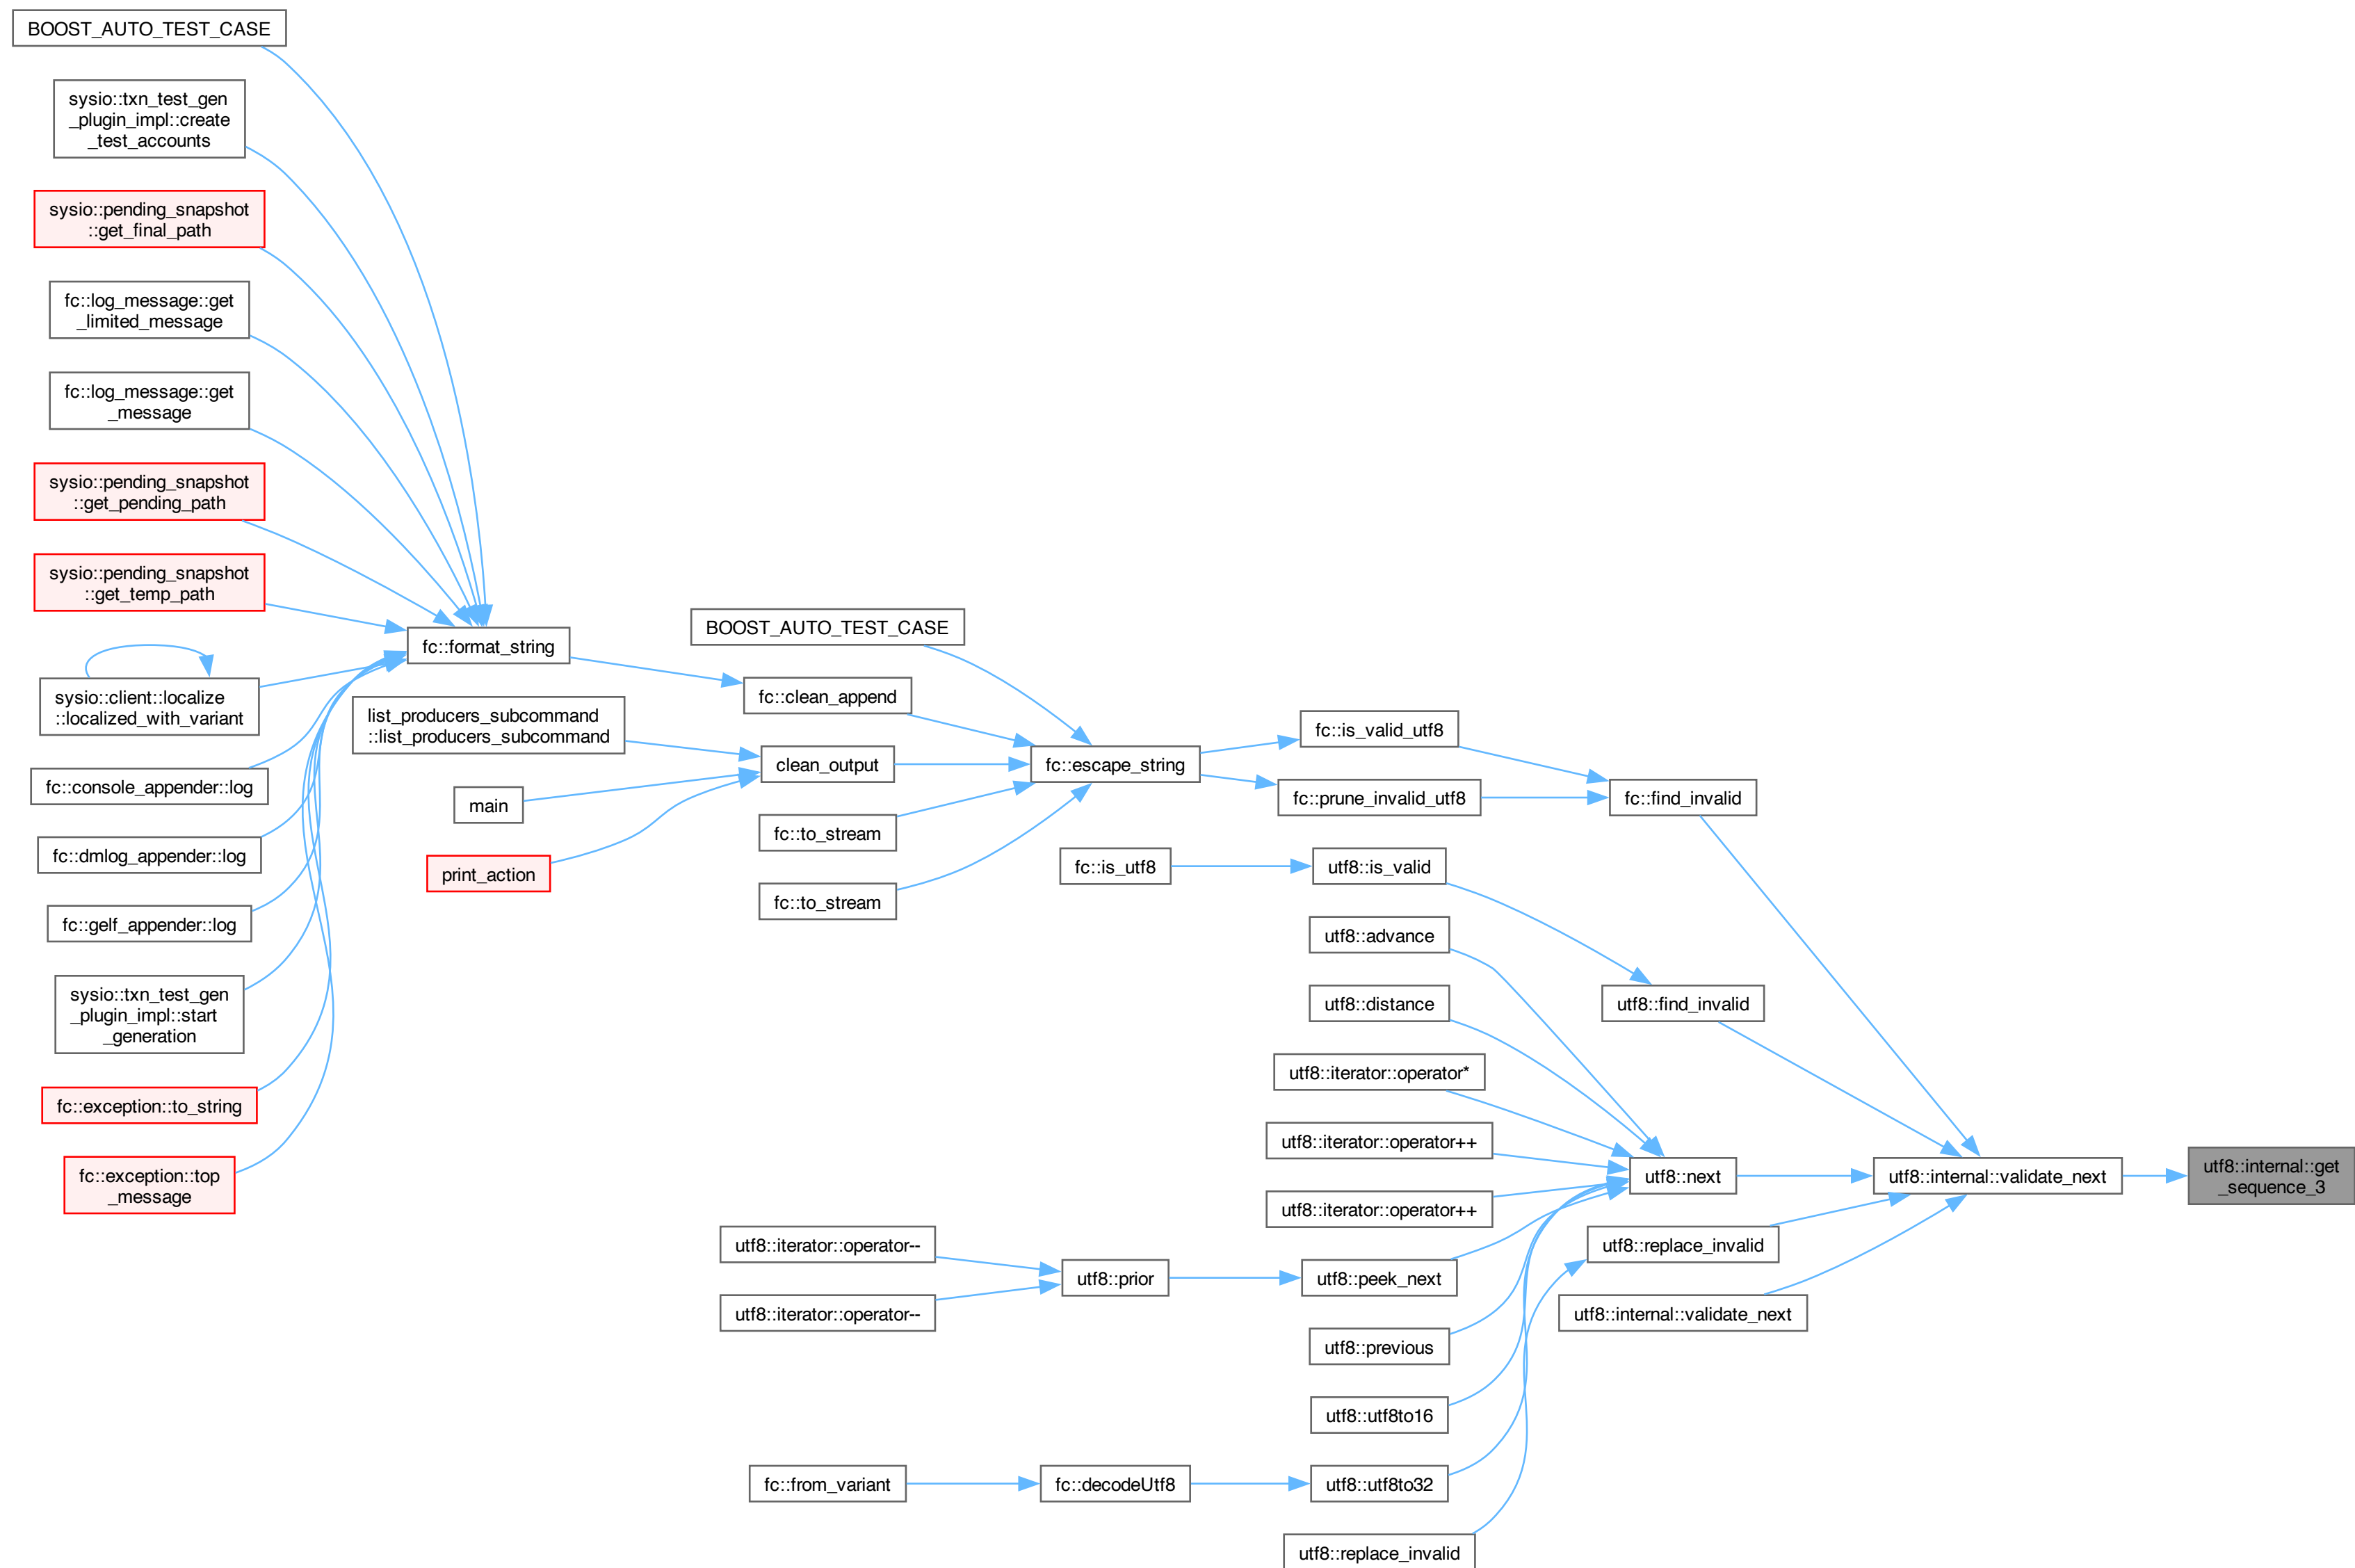 BOOST_AUTO_TEST_CASE
sysio::txn_test_gen
_plugin_impl::create
_test_accounts
sysio::pending_snapshot
::get_final_path
fc::log_message::get
_limited_message
fc::log_message::get
_message
sysio::pending_snapshot
::get_pending_path
sysio::pending_snapshot
::get_temp_path
sysio::client::localize
::localized_with_variant
fc::console_appender::log
fc::dmlog_appender::log
fc::gelf_appender::log
sysio::txn_test_gen
_plugin_impl::start
_generation
fc::exception::to_string
fc::exception::top
_message
fc::format_string
list_producers_subcommand
::list_producers_subcommand
main
print_action
BOOST_AUTO_TEST_CASE
fc::clean_append
clean_output
fc::to_stream
fc::to_stream
utf8::iterator::operator--
utf8::iterator::operator--
fc::from_variant
fc::escape_string
fc::is_utf8
utf8::prior
fc::decodeUtf8
fc::is_valid_utf8
fc::prune_invalid_utf8
utf8::is_valid
utf8::advance
utf8::distance
utf8::iterator::operator*
utf8::iterator::operator++
utf8::iterator::operator++
utf8::peek_next
utf8::previous
utf8::utf8to16
utf8::utf8to32
utf8::replace_invalid
fc::find_invalid
utf8::find_invalid
utf8::next
utf8::replace_invalid
utf8::internal::validate_next
utf8::internal::validate_next
utf8::internal::get
_sequence_3